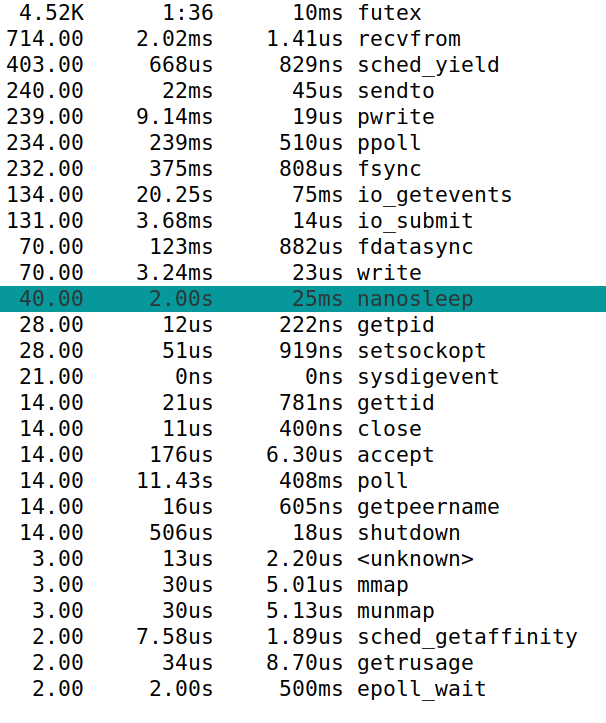 4.52K 1:36 10ms futex
714.00 2.02ms 1.41us recvfrom
403.00 668us 829ns sched_yield
240.00 22ms 45us sendto
239.00 9.14ms 19us pwrite
234.00 239ms 510us ppoll
232.00 375ms 808us fsync
134.00 20.25s 75ms io_getevents
131.00 3.68ms 14us io_submit
70.00 123ms 882us fdatasync
70.00 3.24ms 23us write
40.00 2.00s 25ms nanosleep
28.00 12us 222ns getpid
28.00 51us 919ns setsockopt
21.00 0ns 0ns sysdigevent
14.00 21us 781ns gettid
14.00 11us 400ns close
14.00 176us 6.30us accept
14.00 11.43s 408ms poll
14.00 16us 605ns getpeername
14.00 506us 18us shutdown
3.00 13us 2.20us <unknown>
3.00 30us 5.01us mmap
3.00 30us 5.13us munmap
2.00 7.58us 1.89us sched_getaffinity
2.00 34us 8.70us getrusage
2.00 2.00s 500ms epoll_wait